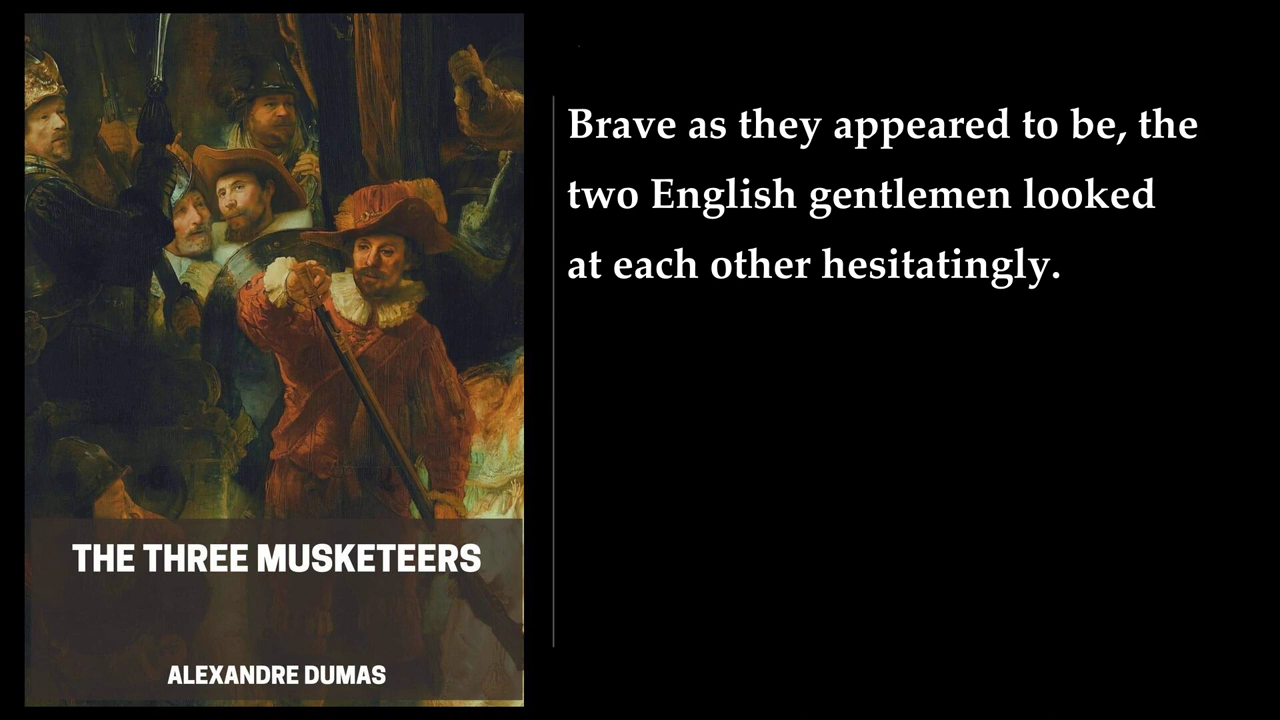 THE THREE MUSKETEERS
ALEXANDRE DUMAS
Brave as they appeared to be, the
two English gentlemen looked
at each other hesitatingly.